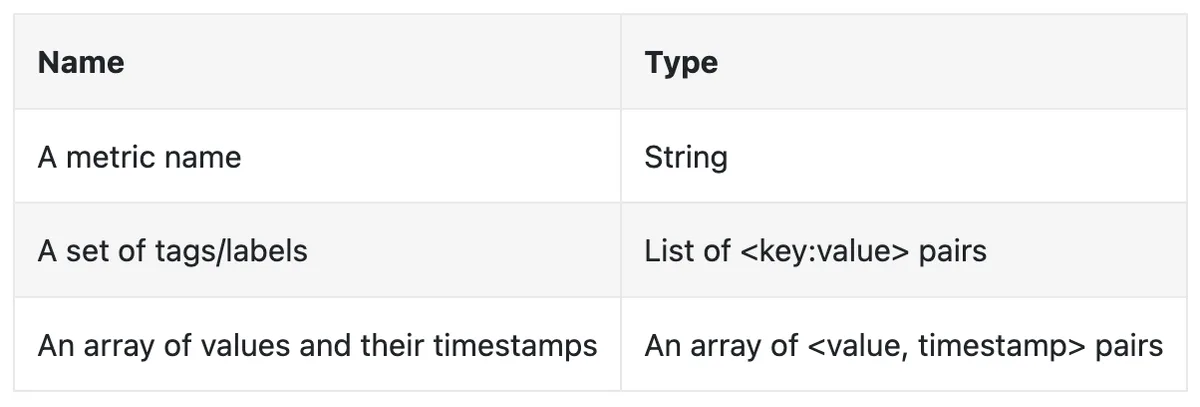 Name Type
A metric name String
A set of tags/labels List of <key:value> pairs
An array of values and their timestamps An array of <value, timestamp> pairs